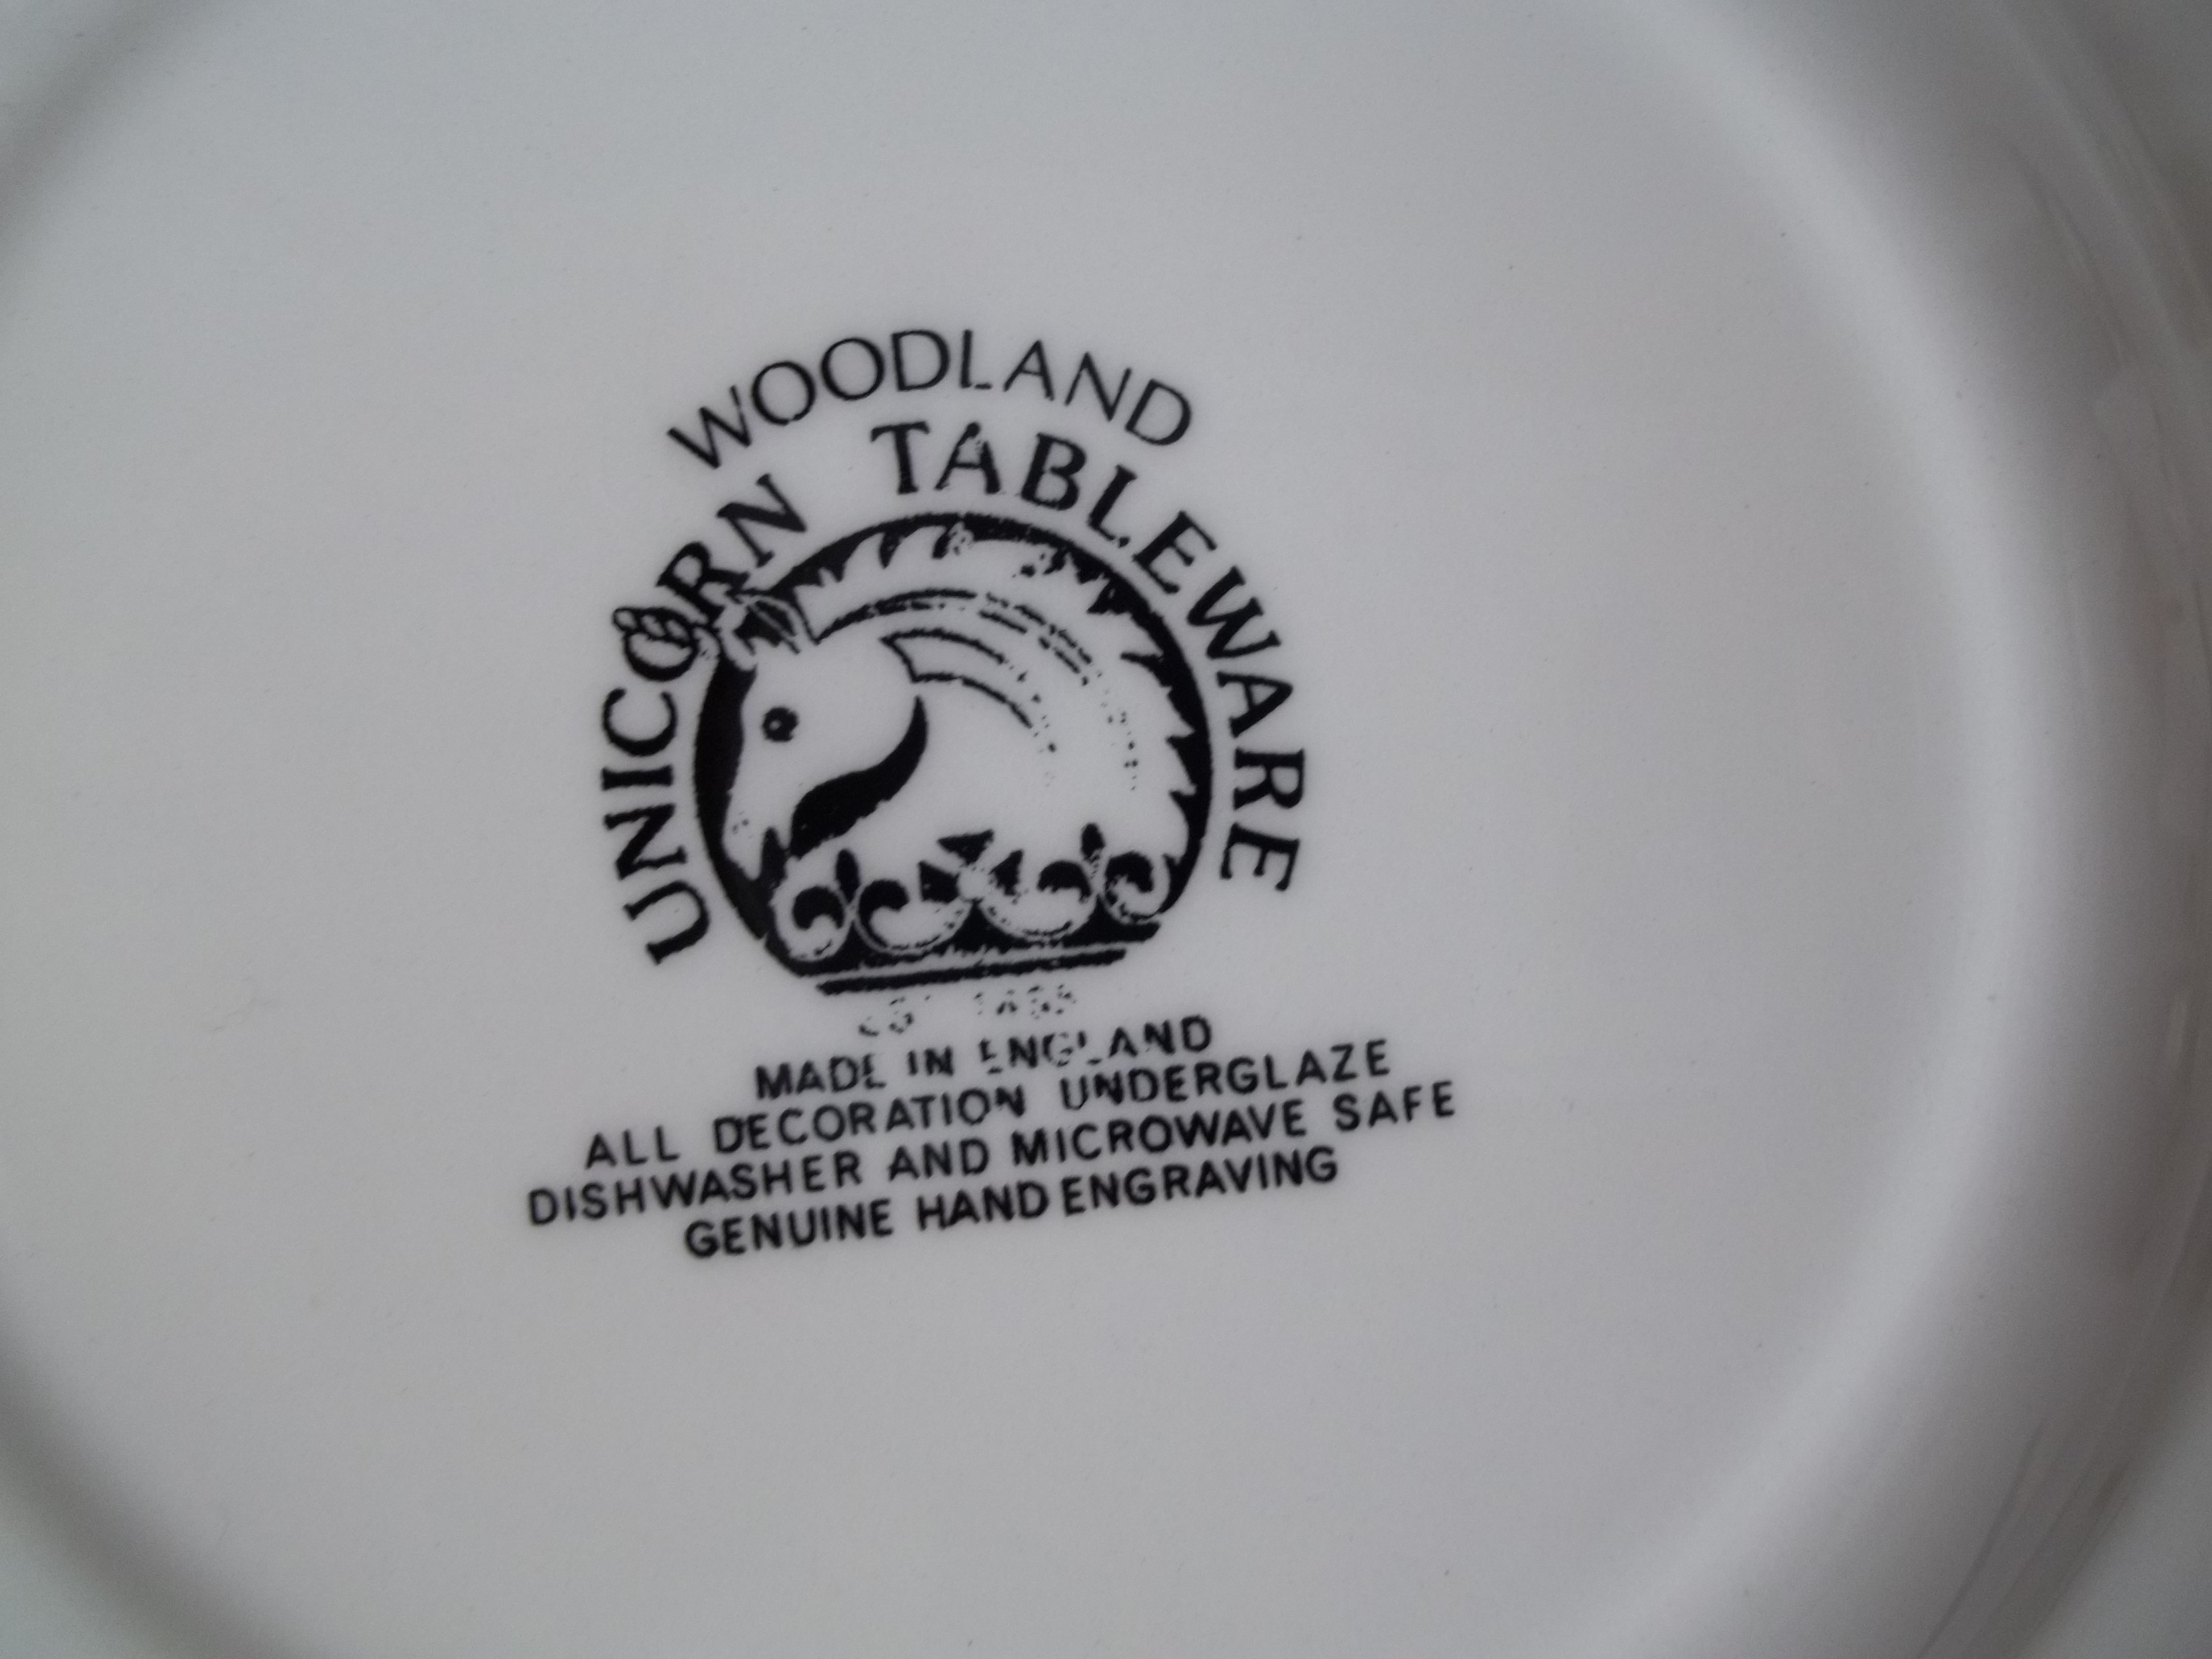 WOODLAND
UNICORN TABLEWARE
MADE IN ENGLAND
ALL DECORATION UNDERGLAZE
DISHWASHER AND MICROWAVE SAFE
GENUINE HAND ENGRAVING